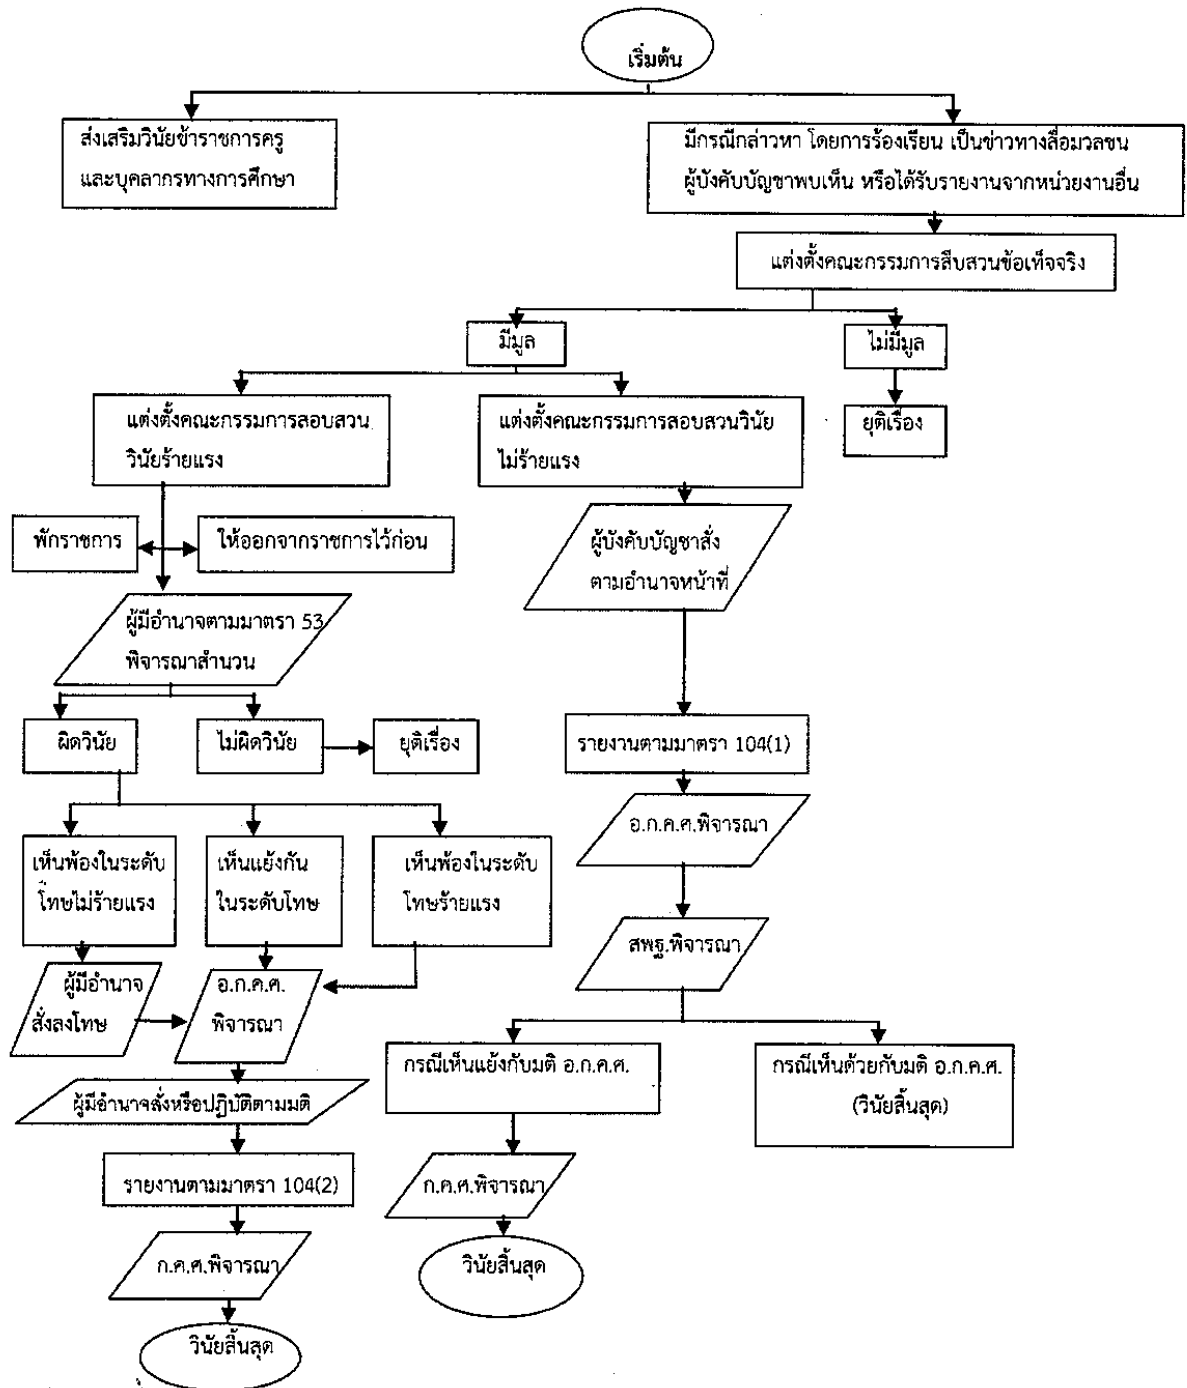 เริ่มต้น
ส่งเสริมวินัยข้าราชการครู
และบุคลากรทางการศึกษา
มีกรณีกล่าวหา โดยการร้องเรียน เป็นข่าวทางสื่อมวลชน
ผู้บังคับบัญชาพบเห็น หรือได้รับรายงานจากหน่วยงานอื่น
แต่งตั้งคณะกรรมการสืบสวนข้อเท็จจริง
มีมูล
ไม่มีมูล
แต่งตั้งคณะกรรมการสอบสวน
วินัยร้ายแรง
แต่งตั้งคณะกรรมการสอบสวนวินัย
ไม่ร้ายแรง
ยุติเรื่อง
พักราชการ
ให้ออกจากราชการไว้ก่อน
ผู้บังคับบัญชาสั่ง
ตามอำนาจหน้าที่
ผู้มีอำนาจตามมาตรา 53
พิจารณาสำนวน
ผิดวินัย
ไม่ผิดวินัย
ยุติเรื่อง
รายงานตามมาตรา 104(1)
อ.ก.ค.ศ.พิจารณา
เห็นพ้องในระดับ
โทษไม่ร้ายแรง
เห็นแย้งกัน
ในระดับโทษ
เห็นพ้องในระดับ
โทษร้ายแรง
สพฐ.พิจารณา
ผู้มีอำนาจ
สั่งลงโทษ
อ.ก.ค.ศ.
พิจารณา
กรณีเห็นแย้งกับมติ อ.ก.ค.ศ.
กรณีเห็นด้วยกับมติ อ.ก.ค.ศ.
(วินัยสิ้นสุด)
ผู้มีอำนาจสั่งหรือปฏิบัติตามมติ
รายงานตามมาตรา 104(2)
ก.ค.ศ.พิจารณา
ก.ค.ศ.พิจารณา
วินัยสิ้นสุด
วินัยสิ้นสุด